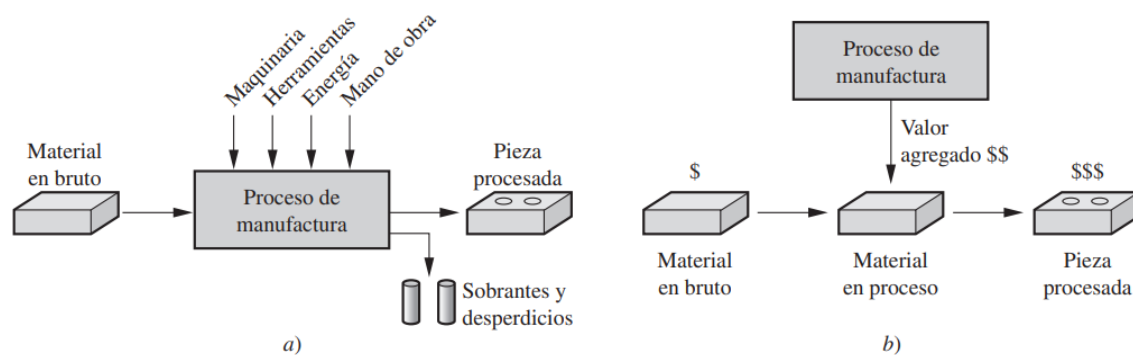 Maquinaria
Herramientas
Energía
Mano de obra
Material
en bruto
Proceso de
manufactura
Pieza
procesada
Sobrantes y
desperdicios
a)
Proceso de
manufactura
Valor
agregado $$
$
$$$
Material
en bruto
Material
en proceso
Pieza
procesada
b)